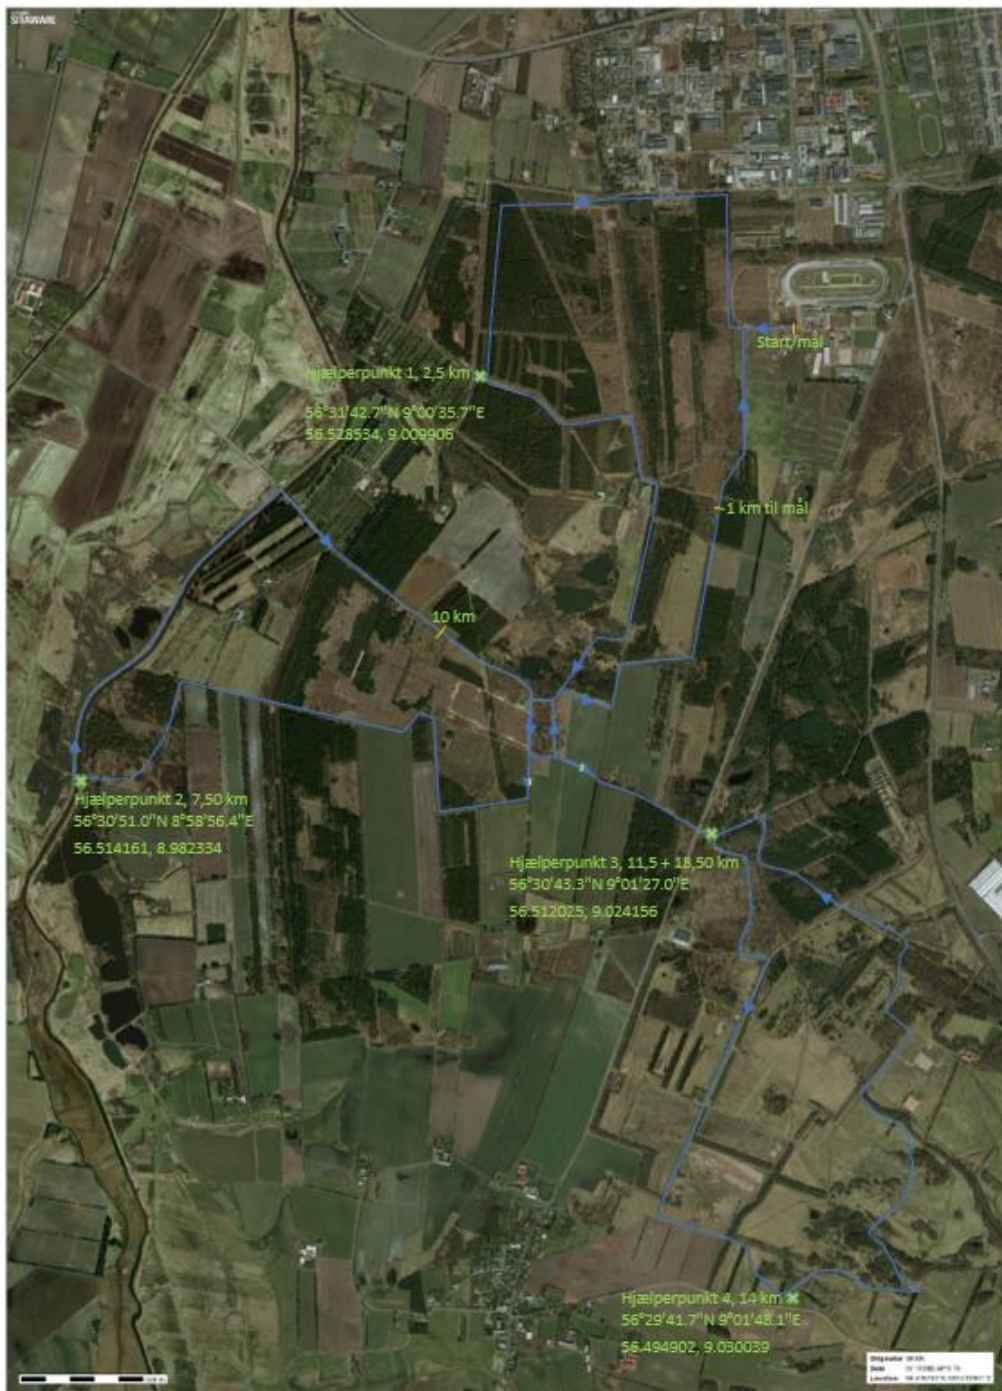 SITAWARE
Start/mål
Hjælperpunkt 1, 2,5 km
56°31'42.7"N 9°00'35.7"E
56.528534, 9.009906
1 km til mål
10 km
Hjælperpunkt 2, 7,50 km
56°30'51.0"N 8°58'56.4"E
56.514161, 8.982334
Hjælperpunkt 3, 11,5 + 18,50 km
56°30'43.3"N 9°01'27.0"E
56.512025, 9.024156
Hjælperpunkt 4, 14 km
56°29'41.7"N 9°01'48.1"E
56.494902, 9.030039
Originator
Date
Location